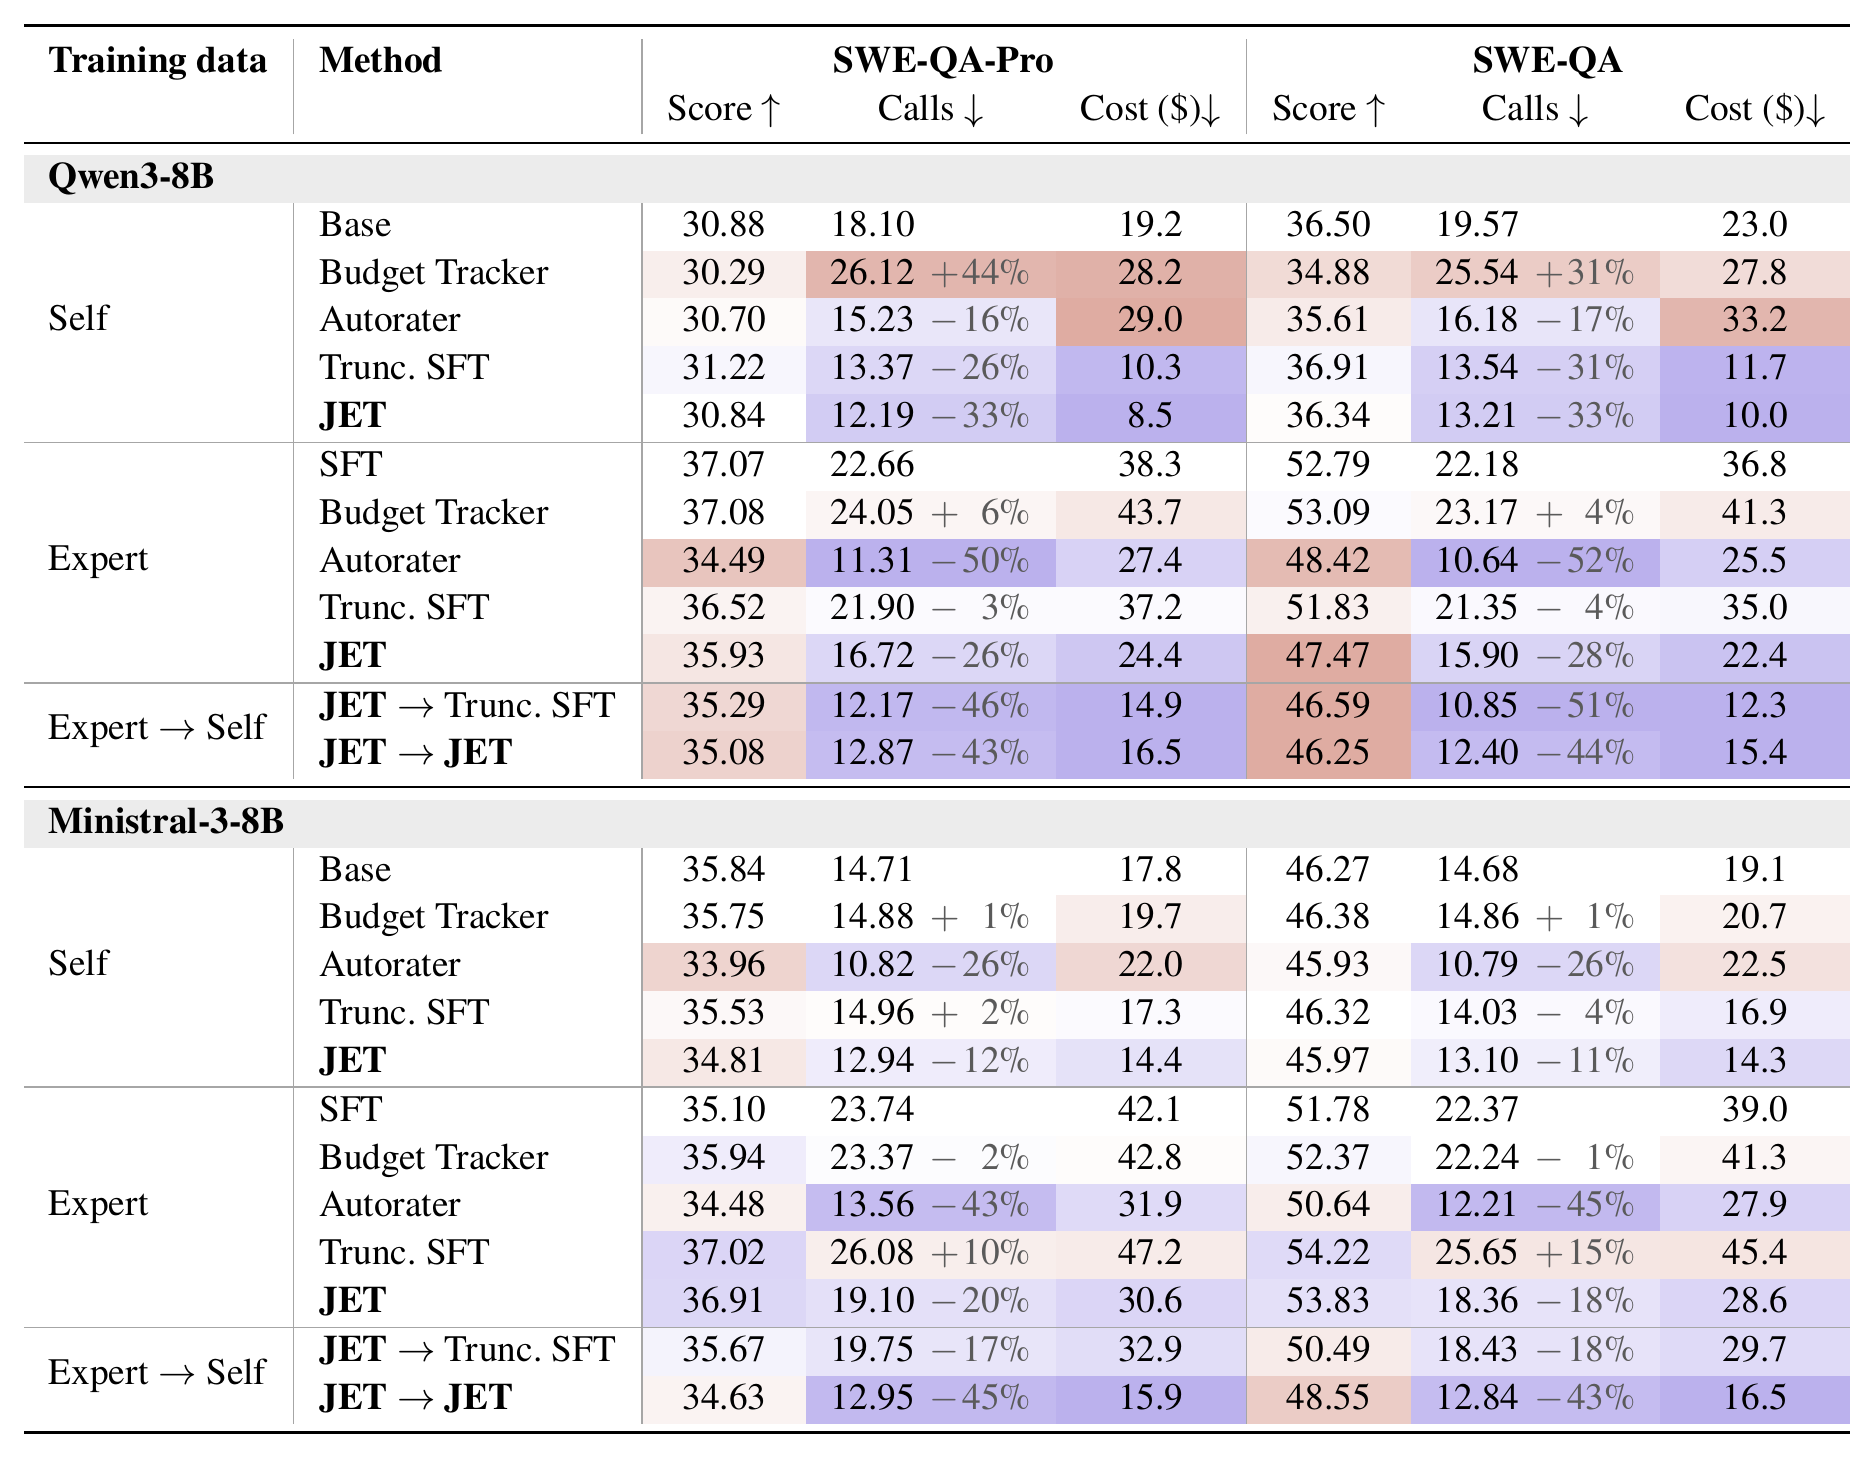 Training data Method SWE-QA-Pro SWE-QA
Score ↑ Calls ↓ Cost ($)↓ Score ↑ Calls ↓ Cost ($)↓
Qwen3-8B
Base 30.88 18.10 19.2 36.50 19.57 23.0
Budget Tracker 30.29 26.12 +44% 28.2 34.88 25.54 +31% 27.8
Self Autorater 30.70 15.23 −16% 29.0 35.61 16.18 −17% 33.2
Trunc. SFT 31.22 13.37 −26% 10.3 36.91 13.54 −31% 11.7
JET 30.84 12.19 −33% 8.5 36.34 13.21 −33% 10.0
SFT 37.07 22.66 38.3 52.79 22.18 36.8
Budget Tracker 37.08 24.05 + 6% 43.7 53.09 23.17 + 4% 41.3
Expert Autorater 34.49 11.31 −50% 27.4 48.42 10.64 −52% 25.5
Trunc. SFT 36.52 21.90 − 3% 37.2 51.83 21.35 − 4% 35.0
JET 35.93 16.72 −26% 24.4 47.47 15.90 −28% 22.4
JET → Trunc. SFT 35.29 12.17 −46% 14.9 46.59 10.85 −51% 12.3
Expert → Self
JET → JET 35.08 12.87 −43% 16.5 46.25 12.40 −44% 15.4
Ministral-3-8B
Base 35.84 14.71 17.8 46.27 14.68 19.1
Budget Tracker 35.75 14.88 + 1% 19.7 46.38 14.86 + 1% 20.7
Self Autorater 33.96 10.82 −26% 22.0 45.93 10.79 −26% 22.5
Trunc. SFT 35.53 14.96 + 2% 17.3 46.32 14.03 − 4% 16.9
JET 34.81 12.94 −12% 14.4 45.97 13.10 −11% 14.3
SFT 35.10 23.74 42.1 51.78 22.37 39.0
Budget Tracker 35.94 23.37 − 2% 42.8 52.37 22.24 − 1% 41.3
Expert Autorater 34.48 13.56 −43% 31.9 50.64 12.21 −45% 27.9
Trunc. SFT 37.02 26.08 +10% 47.2 54.22 25.65 +15% 45.4
JET 36.91 19.10 −20% 30.6 53.83 18.36 −18% 28.6
JET → Trunc. SFT 35.67 19.75 −17% 32.9 50.49 18.43 −18% 29.7
Expert → Self
JET → JET 34.63 12.95 −45% 15.9 48.55 12.84 −43% 16.5